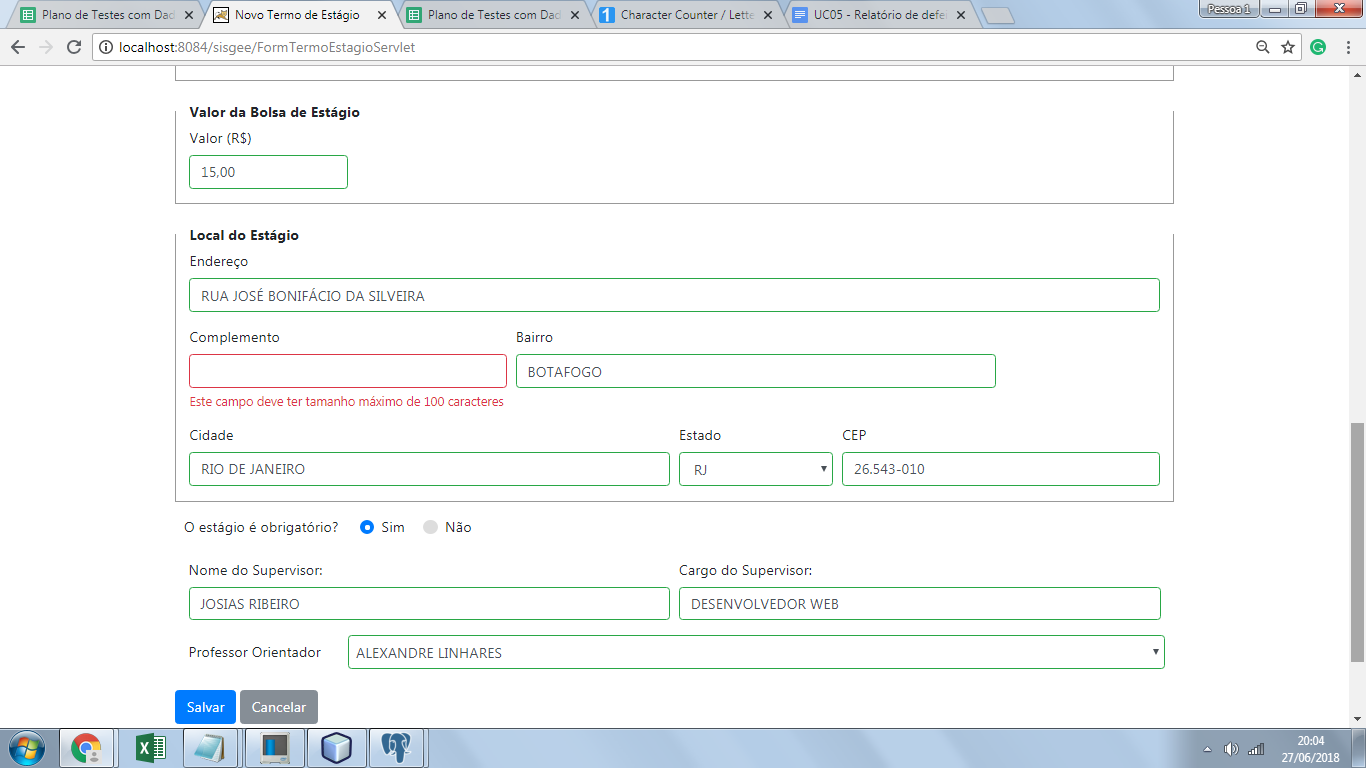 Plano de Testes com Dad
Novo Termo de Estágio
Plano de Testes com Dad
Character Counter / Lette
UC05 - Relatório de defei
Pessoa 1
localhost:8084/sisgee/FormTermoEstagioServlet
Valor da Bolsa de Estágio
Valor (R$)
15,00
Local do Estágio
Endereço
RUA JOSÉ BONIFÁCIO DA SILVEIRA
Complemento Bairro
BOTAFOGO
Este campo deve ter tamanho máximo de 100 caracteres
Cidade Estado CEP
RIO DE JANEIRO RJ 26.543-010
O estágio é obrigatório? Sim Não
Nome do Supervisor: Cargo do Supervisor:
JOSIAS RIBEIRO DESENVOLVEDOR WEB
Professor Orientador ALEXANDRE LINHARES
Salvar Cancelar
20:04
27/06/2018